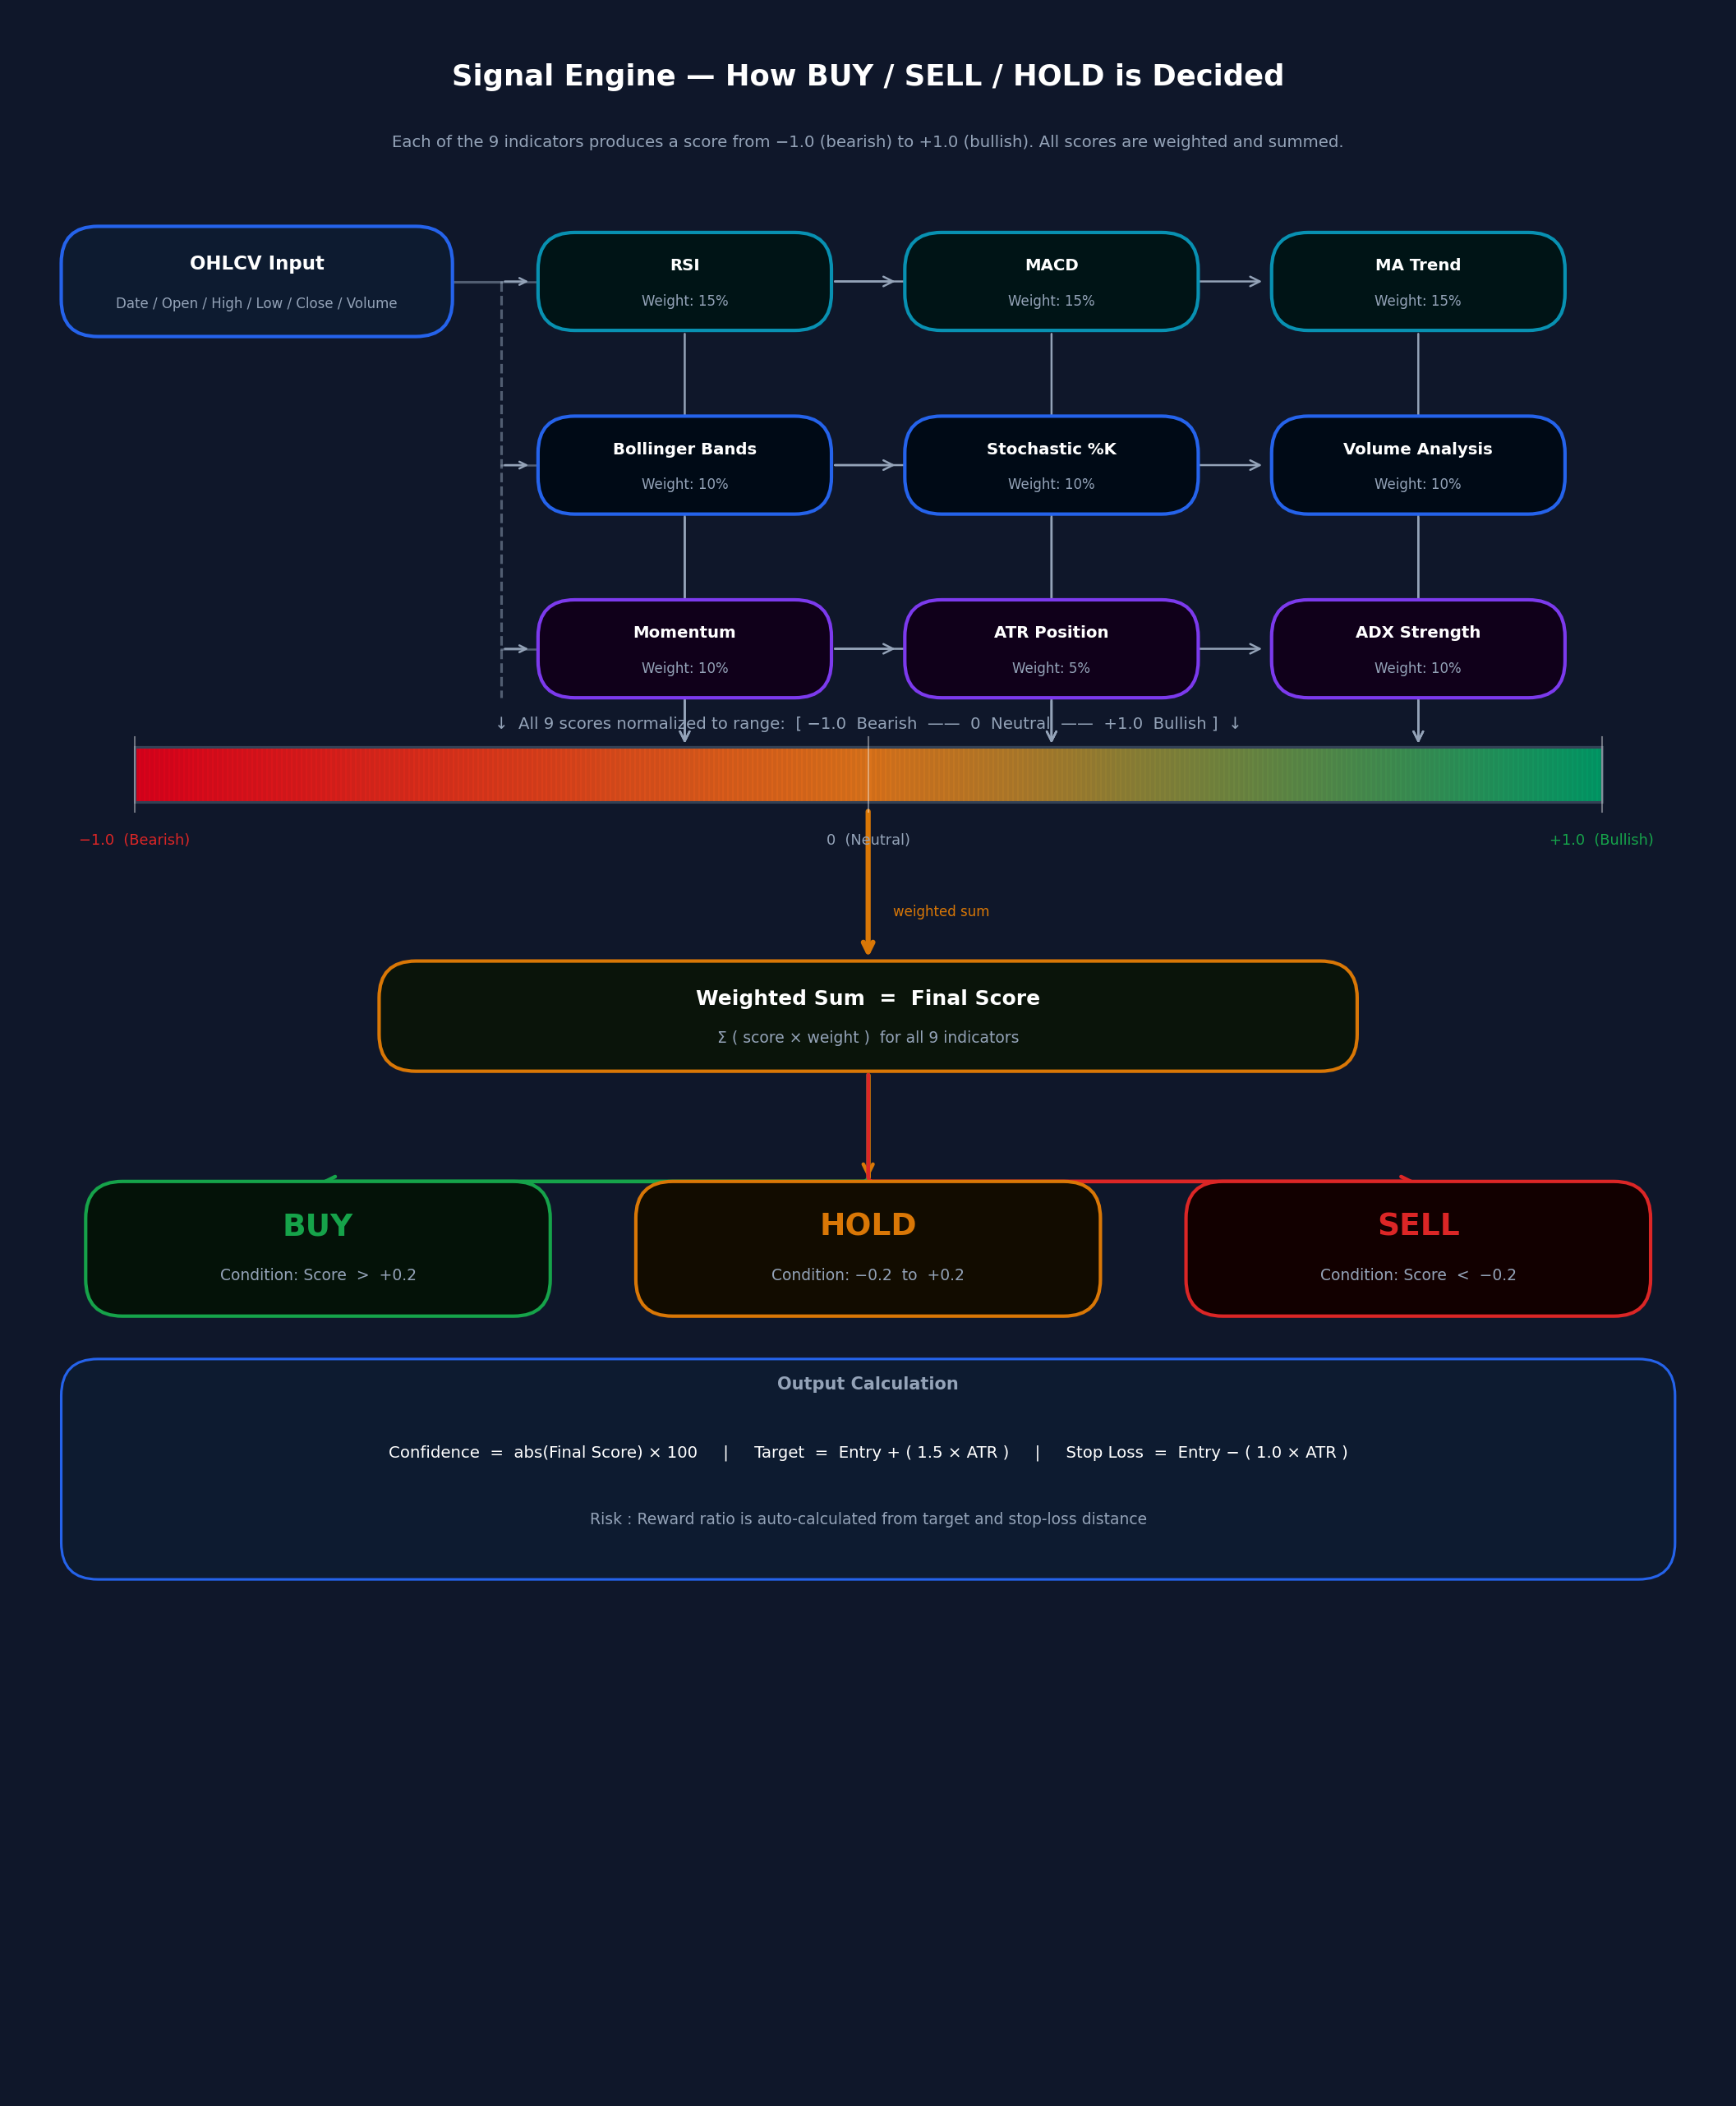 Signal Engine — How BUY / SELL / HOLD is Decided
Each of the 9 indicators produces a score from −1.0 (bearish) to +1.0 (bullish). All scores are weighted and summed.
OHLCV Input
Date / Open / High / Low / Close / Volume
RSI
Weight: 15%
MACD
Weight: 15%
MA Trend
Weight: 15%
Bollinger Bands
Weight: 10%
Stochastic %K
Weight: 10%
Volume Analysis
Weight: 10%
Momentum
Weight: 10%
ATR Position
Weight: 5%
ADX Strength
Weight: 10%
↓ All 9 scores normalized to range: [ −1.0 Bearish —— 0 Neutral —— +1.0 Bullish ] ↓
−1.0 (Bearish)
0 (Neutral)
+1.0 (Bullish)
weighted sum
Weighted Sum = Final Score
Σ ( score × weight ) for all 9 indicators
BUY
Condition: Score > +0.2
HOLD
Condition: −0.2 to +0.2
SELL
Condition: Score < −0.2
Output Calculation
Confidence = abs(Final Score) × 100 | Target = Entry + ( 1.5 × ATR ) | Stop Loss = Entry − ( 1.0 × ATR )
Risk : Reward ratio is auto-calculated from target and stop-loss distance